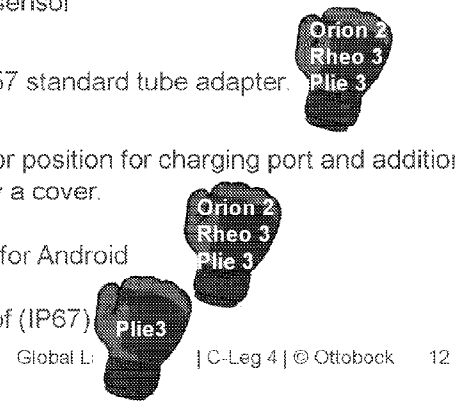 sensor
Orion 2
Rheo 3
Plie 3
67 standard tube adapter.
or position for charging port and addition
y a cover.
Orion 2
Rheo 3
Plie 3
for Android
of (IP67)
Plie3
Global L | C-Leg 4 | © Ottobock 12